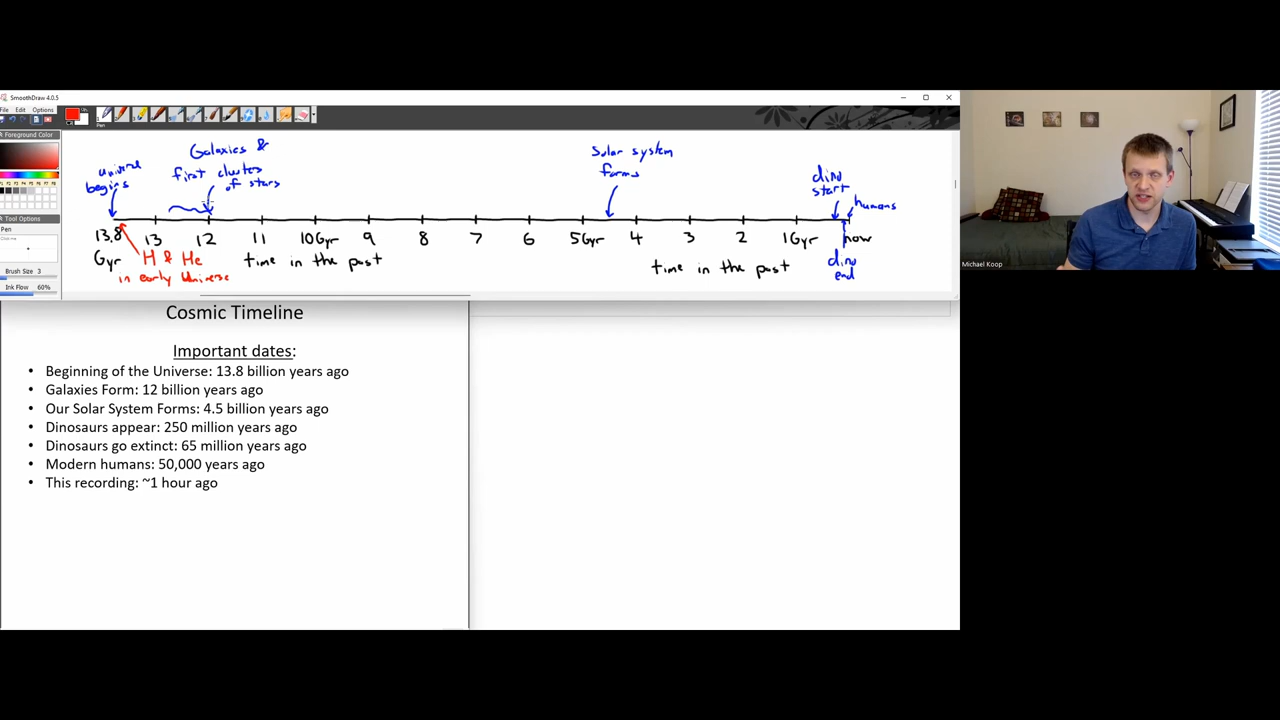 SmoothDraw 4.0.5
File Edit Options
Foreground Color
Tool Options
Pen
Brush Size 3
Ink Flow 60%
universe
begins
Galaxies &
first clusters
of stars
Solar system
forms
dino
start
humans
13.8 13 12 11 10Gyr 9 8 7 6 5Gyr 4 3 2 1Gyr now
Gyr
H & He
in early Universe
time in the past
time in the past
dino
end
Michael Koop
Cosmic Timeline
Important dates:
• Beginning of the Universe: 13.8 billion years ago
• Galaxies Form: 12 billion years ago
• Our Solar System Forms: 4.5 billion years ago
• Dinosaurs appear: 250 million years ago
• Dinosaurs go extinct: 65 million years ago
• Modern humans: 50,000 years ago
• This recording: ~1 hour ago